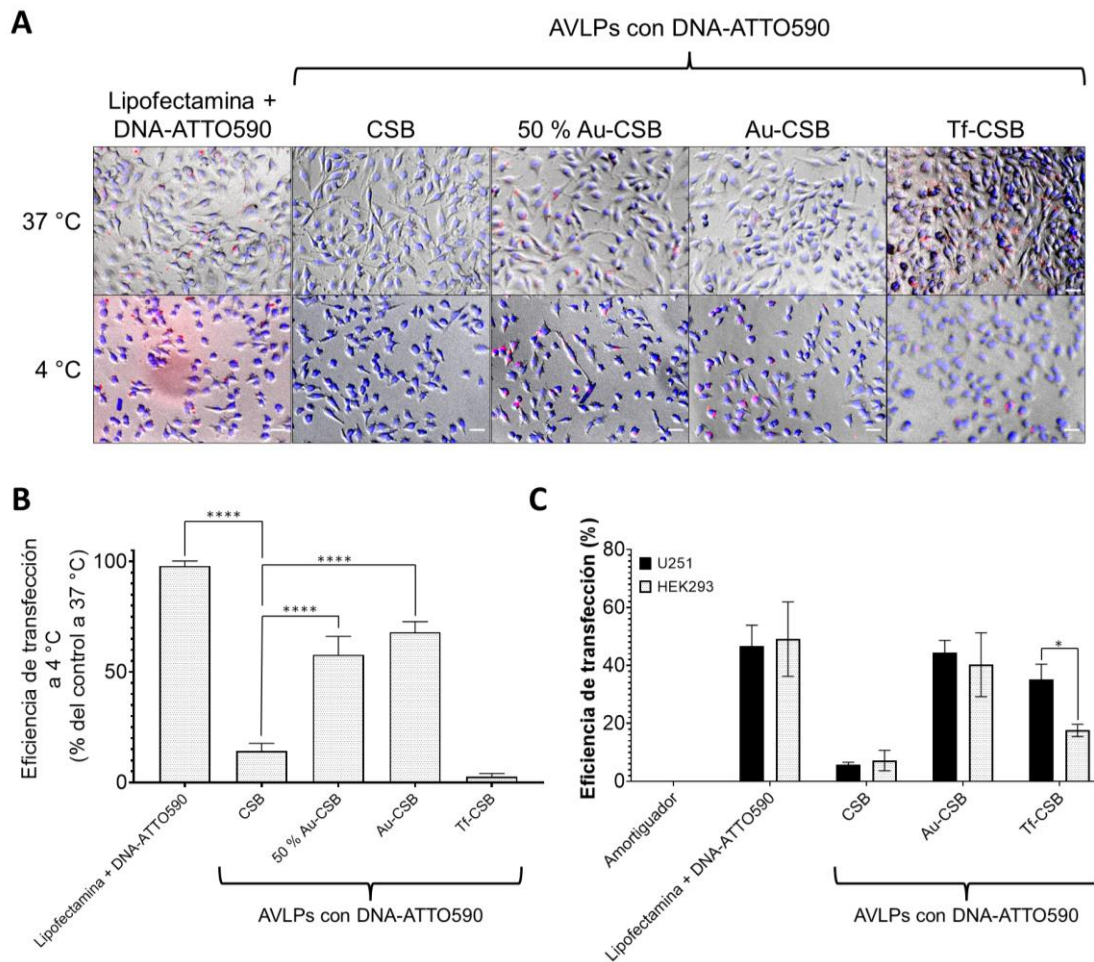 A
AVLPs con DNA-ATTO590
Lipofectamina +
DNA-ATTO590
CSB
50 % Au-CSB
Au-CSB
Tf-CSB
37 °C
4 °C
B
Eficiencia de transfección
a 4 °C
(% del control a 37 °C)
100
50
0
****
****
****
Lipofectamina + DNA-ATTO590
CSB
50 % Au-CSB
Au-CSB
Tf-CSB
AVLPs con DNA-ATTO590
C
Eficiencia de transfección (%)
80
60
40
20
0
U251
HEK293
*
Amortiguador
Lipofectamina + DNA-ATTO590
CSB
Au-CSB
Tf-CSB
AVLPs con DNA-ATTO590